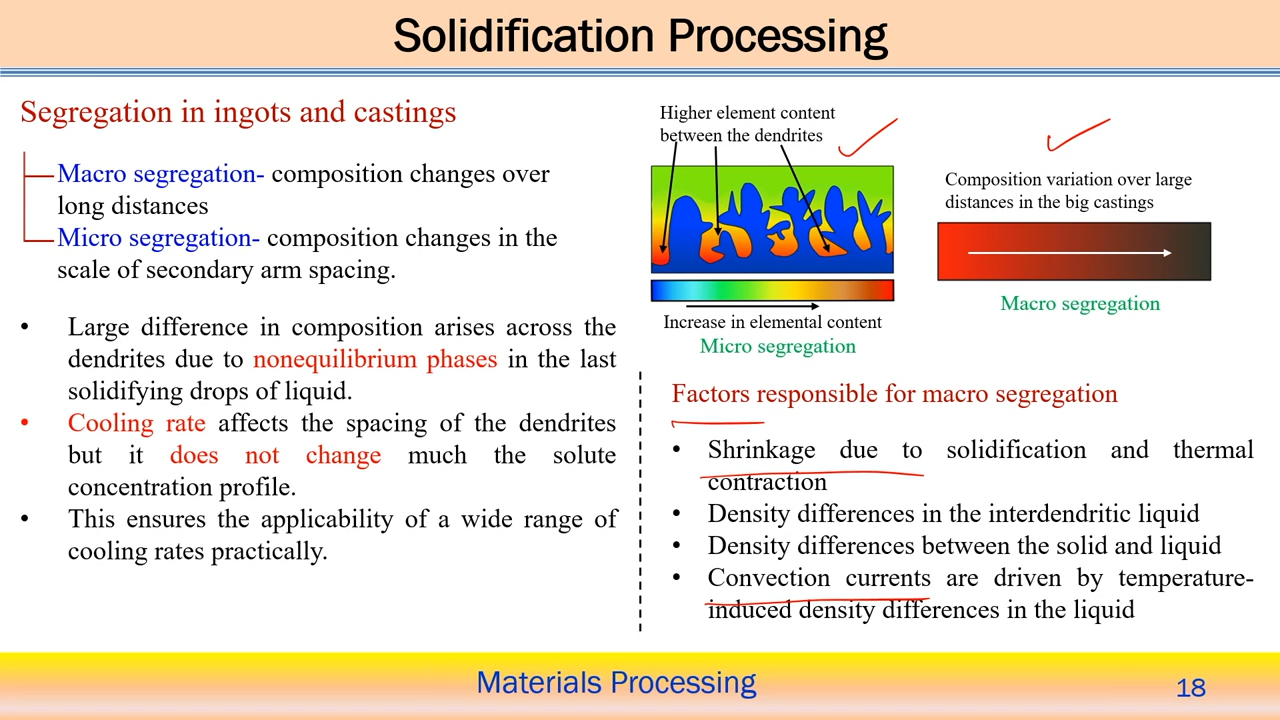 Solidification Processing
Segregation in ingots and castings
Macro segregation- composition changes over
long distances
Micro segregation- composition changes in the
scale of secondary arm spacing.
• Large difference in composition arises across the
dendrites due to nonequilibrium phases in the last
solidifying drops of liquid.
• Cooling rate affects the spacing of the dendrites
but it does not change much the solute
concentration profile.
• This ensures the applicability of a wide range of
cooling rates practically.
Higher element content
between the dendrites
Increase in elemental content
Micro segregation
Composition variation over large
distances in the big castings
Macro segregation
Factors responsible for macro segregation
• Shrinkage due to solidification and thermal
contraction
• Density differences in the interdendritic liquid
• Density differences between the solid and liquid
• Convection currents are driven by temperature-
induced density differences in the liquid
Materials Processing
18